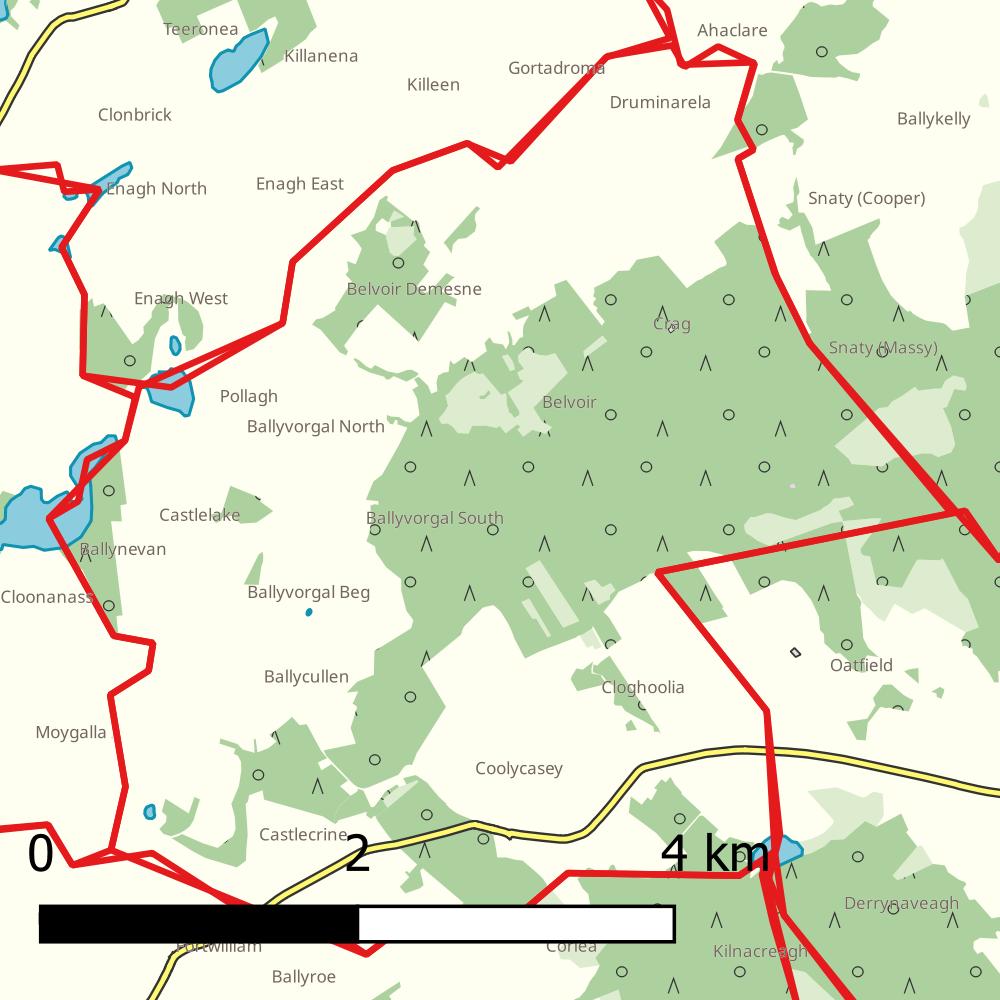 Teeronea
Ahaclare
Killanena
Gortadroma
Killeen
Druminarela
Clonbrick
Ballykelly
Enagh North
Enagh East
Snaty (Cooper)
Belvoir Demesne
Enagh West
Crag
Snaty (Massy)
Pollagh
Belvoir
Ballyvorgal North
Castlelake
Ballyvorgal South
Ballynevan
Cloonanass
Ballyvorgal Beg
Oatfield
Ballycullen
Cloghoolia
Moygalla
Coolycasey
Castlecrine
0 2 4 km
Derrynaveagh
Fortwilliam
Corlea
Kilnacreagh
Ballyroe